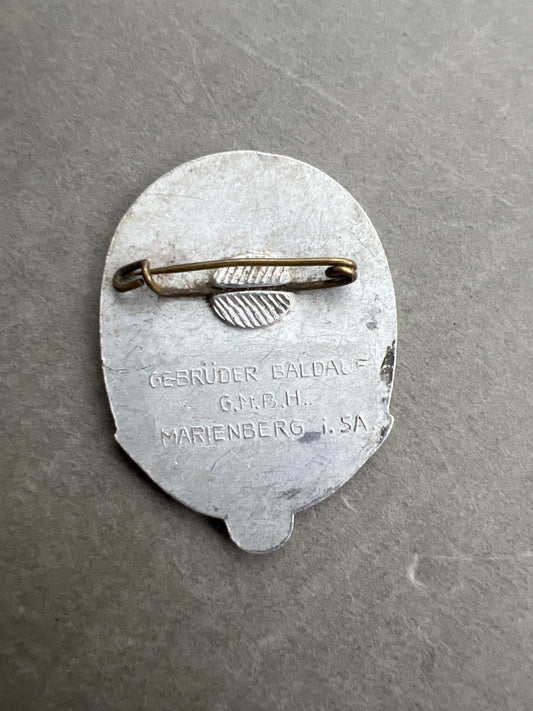 GEBRÜDER BALDAUF
G.M.B.H.
MARIENBERG i. SA.